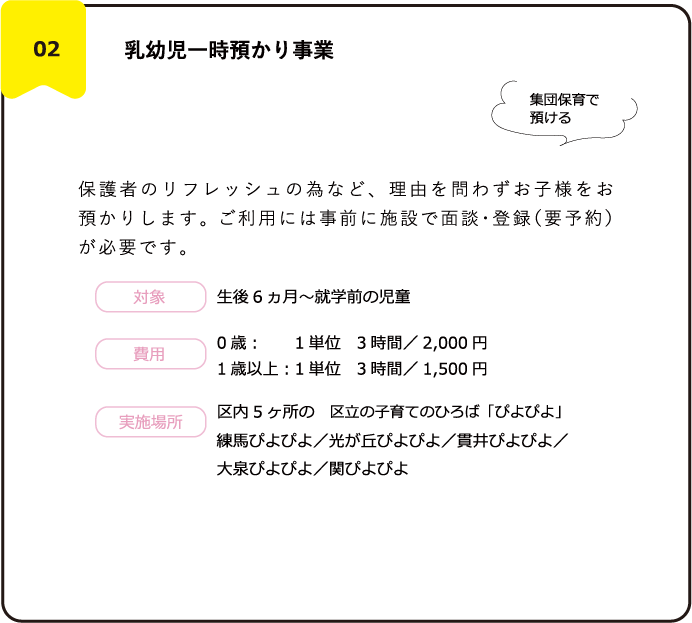 02
乳幼児一時預かり事業
集団保育で
預ける
保護者のリフレッシュの為など、理由を問わずお子様をお
預かりします。ご利用には事前に施設で面談・登録（要予約）
が必要です。
対象
生後６ヵ月～就学前の児童
費用
0歳：　　1単位　3時間／2,000円
1歳以上：1単位　3時間／1,500円
実施場所
区内5ヶ所の　区立の子育てのひろば「ぴよぴよ」
練馬ぴよぴよ／光が丘ぴよぴよ／貫井ぴよぴよ／
大泉ぴよぴよ／関ぴよぴよ